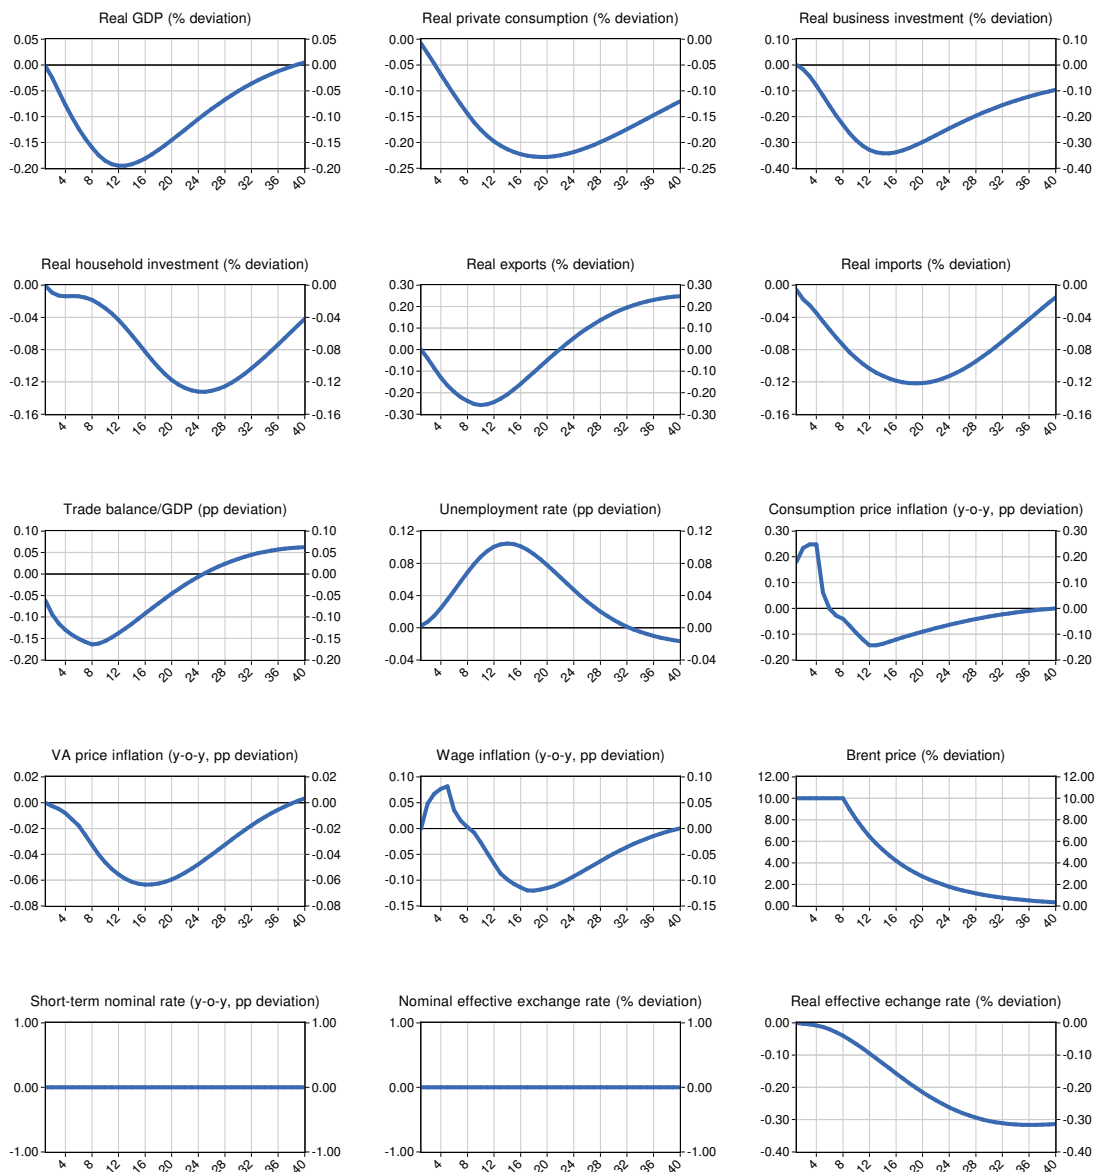 Real GDP (% deviation) Real private consumption (% deviation) Real business investment (% deviation)
0.05 0.05 0.00 0.00 0.10 0.10
0.00 0.00 -0.05 -0.05 0.00 0.00
-0.05 -0.05 -0.10 -0.10 -0.10 -0.10
-0.10 -0.10 -0.15 -0.15 -0.20 -0.20
-0.15 -0.15 -0.20 -0.20 -0.30 -0.30
-0.20 -0.20 -0.25 -0.25 -0.40 -0.40
4 8 12 16 20 24 28 32 36 40 4 8 12 16 20 24 28 32 36 40 4 8 12 16 20 24 28 32 36 40
Real household investment (% deviation) Real exports (% deviation) Real imports (% deviation)
0.00 0.00 0.30 0.30 0.00 0.00
0.20 0.20
-0.04 -0.04 -0.04 -0.04
0.10 0.10
-0.08 -0.08 0.00 0.00 -0.08 -0.08
-0.10 -0.10
-0.12 -0.12 -0.12 -0.12
-0.20 -0.20
-0.16 -0.16 -0.30 -0.30 -0.16 -0.16
4 8 12 16 20 24 28 32 36 40 4 8 12 16 20 24 28 32 36 40 4 8 12 16 20 24 28 32 36 40
Trade balance/GDP (pp deviation) Unemployment rate (pp deviation) Consumption price inflation (y-o-y, pp deviation)
0.10 0.10 0.12 0.12 0.30 0.30
0.05 0.05 0.20 0.20
0.08 0.08
0.00 0.00 0.10 0.10
-0.05 -0.05 0.04 0.04
0.00 0.00
-0.10 -0.10
0.00 0.00
-0.15 -0.15 -0.10 -0.10
-0.20 -0.20 -0.04 -0.04 -0.20 -0.20
4 8 12 16 20 24 28 32 36 40 4 8 12 16 20 24 28 32 36 40 4 8 12 16 20 24 28 32 36 40
VA price inflation (y-o-y, pp deviation) Wage inflation (y-o-y, pp deviation) Brent price (% deviation)
0.02 0.02 0.10 0.10 12.00 12.00
0.00 0.00 0.05 0.05 10.00 10.00
8.00 8.00
-0.02 -0.02 0.00 0.00
6.00 6.00
-0.04 -0.04 -0.05 -0.05
4.00 4.00
-0.06 -0.06 -0.10 -0.10 2.00 2.00
-0.08 -0.08 -0.15 -0.15 0.00 0.00
4 8 12 16 20 24 28 32 36 40 4 8 12 16 20 24 28 32 36 40 4 8 12 16 20 24 28 32 36 40
Short-term nominal rate (y-o-y, pp deviation) Nominal effective exchange rate (% deviation) Real effective echange rate (% deviation)
1.00 1.00 1.00 1.00 0.00 0.00
-0.10 -0.10
0.00 0.00 0.00 0.00 -0.20 -0.20
-0.30 -0.30
-1.00 -1.00 -1.00 -1.00 -0.40 -0.40
4 8 12 16 20 24 28 32 36 40 4 8 12 16 20 24 28 32 36 40 4 8 12 16 20 24 28 32 36 40